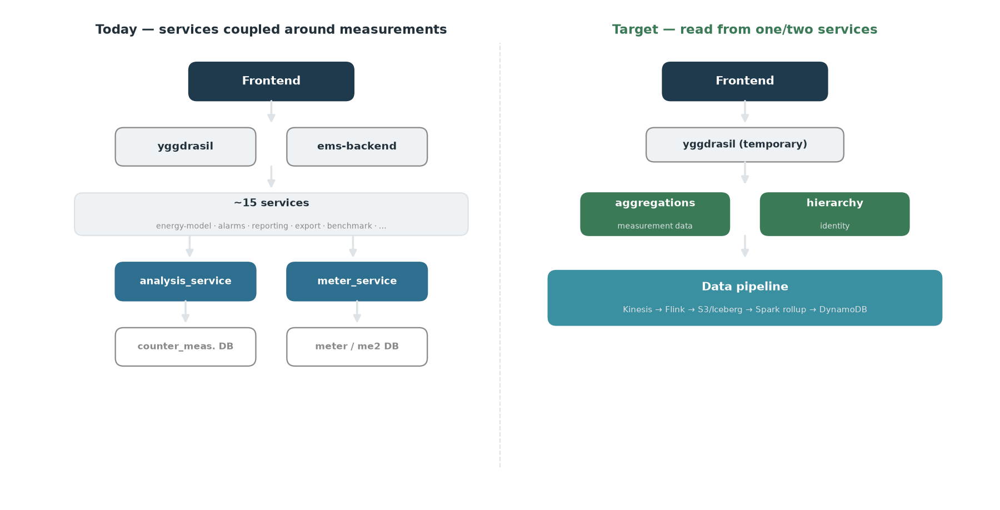 Today — services coupled around measurements
Frontend
yggdrasil
ems-backend
~15 services
energy-model · alarms · reporting · export · benchmark · ...
analysis_service
meter_service
counter_meas. DB
meter / me2 DB
Target — read from one/two services
Frontend
yggdrasil (temporary)
aggregations
measurement data
hierarchy
identity
Data pipeline
Kinesis → Flink → S3/Iceberg → Spark rollup → DynamoDB